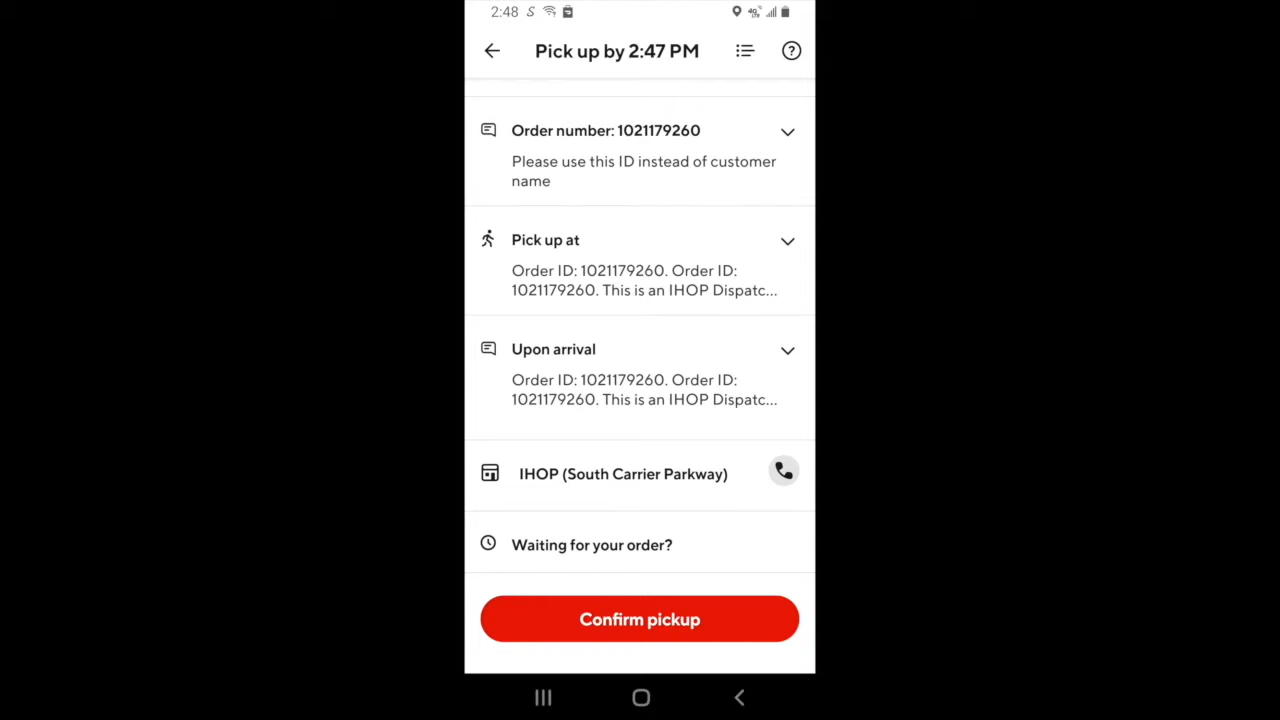 2:48
Pick up by 2:47 PM
Order number: 1021179260
Please use this ID instead of customer
name
Pick up at
Order ID: 1021179260. Order ID:
1021179260. This is an IHOP Dispatc...
Upon arrival
Order ID: 1021179260. Order ID:
1021179260. This is an IHOP Dispatc...
IHOP (South Carrier Parkway)
Waiting for your order?
Confirm pickup